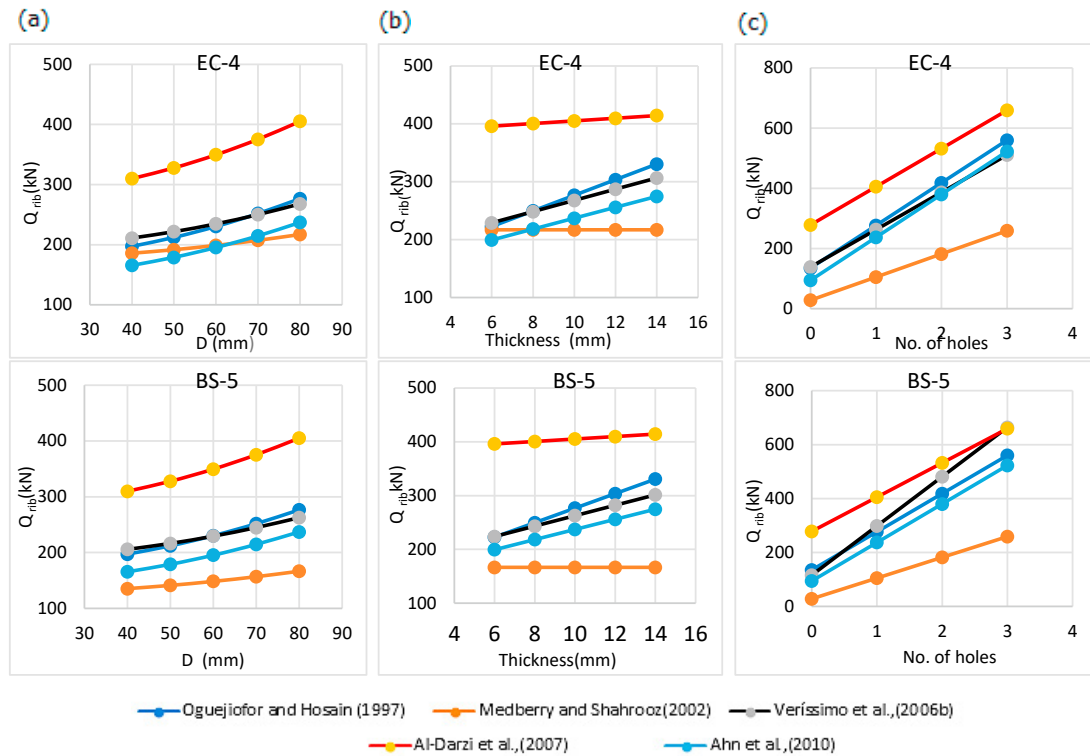 (a)
EC-4
500
400
300
200
100
Q rib(kN)
30 40 50 60 70 80 90
D (mm)
(b)
EC-4
500
400
300
200
100
Q rib(kN)
4 6 8 10 12 14 16
Thickness (mm)
(c)
EC-4
800
600
400
200
0
Qrib(kN)
0 1 2 3 4
No. of holes
BS-5
500
400
300
200
100
Qrib(kN)
30 40 50 60 70 80 90
D (mm)
BS-5
500
400
300
200
100
Q rib(kN)
4 6 8 10 12 14 16
Thickness(mm)
BS-5
800
600
400
200
0
Qrib(kN)
0 1 2 3 4
No. of holes
Oguejiofor and Hosain (1997) Medberry and Shahrooz(2002) Veríssimo et al.,(2006b)
Al-Darzi et al.,(2007) Ahn et al.,(2010)